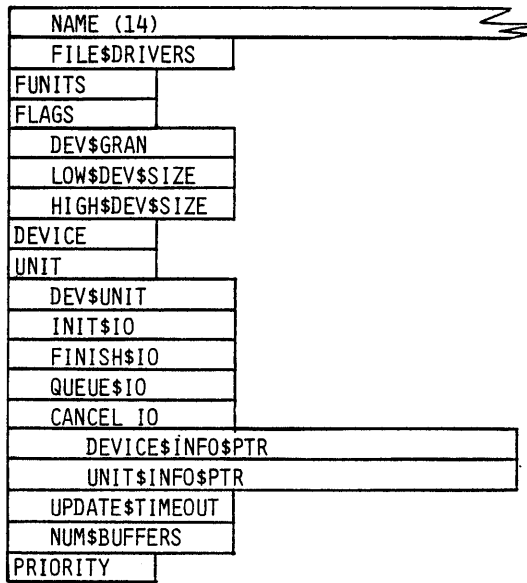 NAME (14)
FILE$DRIVERS
FUNITS
FLAGS
DEV$GRAN
LOW$DEV$SIZE
HIGH$DEV$SIZE
DEVICE
UNIT
DEV$UNIT
INIT$IO
FINISH$IO
QUEUE$IO
CANCEL IO
DEVICE$INFO$PTR
UNIT$INFO$PTR
UPDATE$TIMEOUT
NUM$BUFFERS
PRIORITY